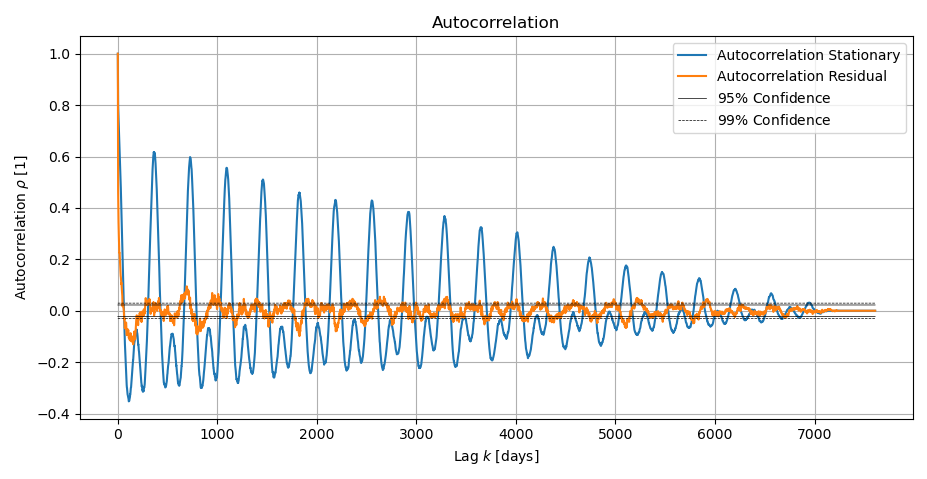 Autocorrelation
Autocorrelation Stationary
Autocorrelation Residual
95% Confidence
99% Confidence
Autocorrelation ρ [1]
1.0
0.8
0.6
0.4
0.2
0.0
−0.2
−0.4
0 1000 2000 3000 4000 5000 6000 7000
Lag k [days]